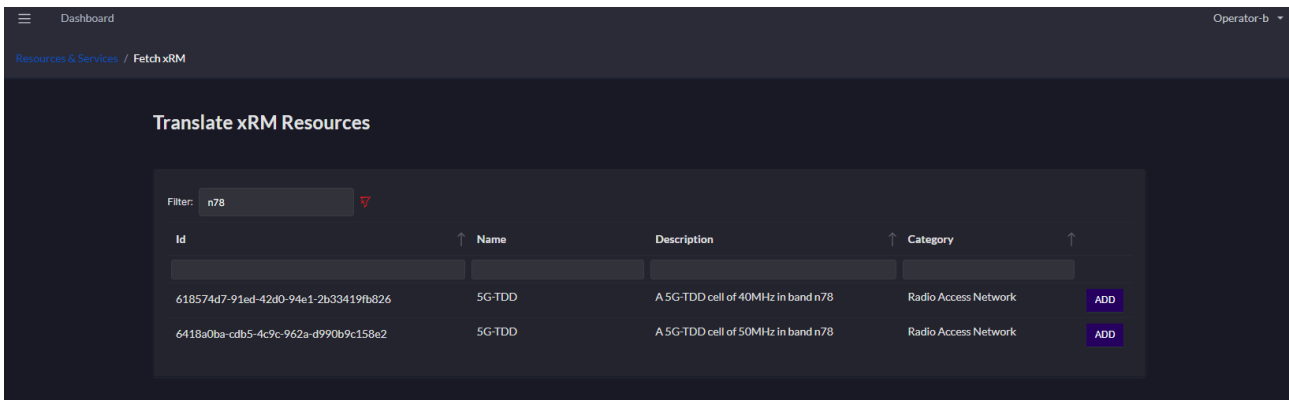 Dashboard Operator-b
Resources & Services / Fetch xRM
Translate xRM Resources
Filter: n78
Id Name Description Category
618574d7-91ed-42d0-94e1-2b33419fb826 5G-TDD A 5G-TDD cell of 40MHz in band n78 Radio Access Network ADD
6418a0ba-cdb5-4c9c-962a-d990b9c158e2 5G-TDD A 5G-TDD cell of 50MHz in band n78 Radio Access Network ADD